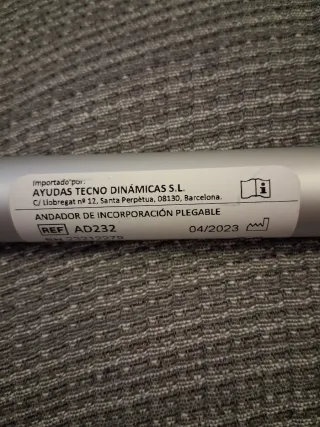 Importado por:
AYUDAS TECNO DINÁMICAS S.L.
C/ Llobregat nº 12, Santa Perpètua, 08130, Barcelona.
ANDADOR DE INCORPORACIÓN PLEGABLE
REF AD232 04/2023